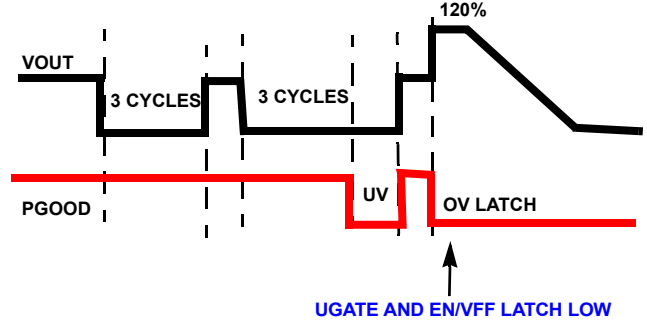 120%
VOUT
3 CYCLES
3 CYCLES
UV
PGOOD
OV LATCH
UGATE AND EN/VFF LATCH LOW